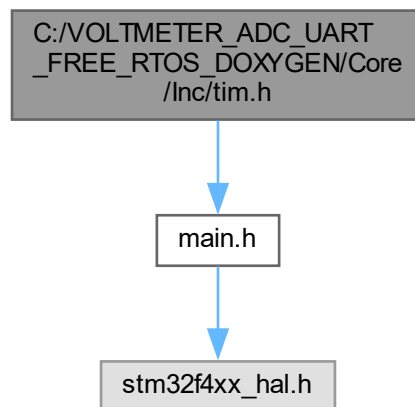 C:/VOLTMETER_ADC_UART
_FREE_RTOS_DOXYGEN/Core
/Inc/tim.h
main.h
stm32f4xx_hal.h